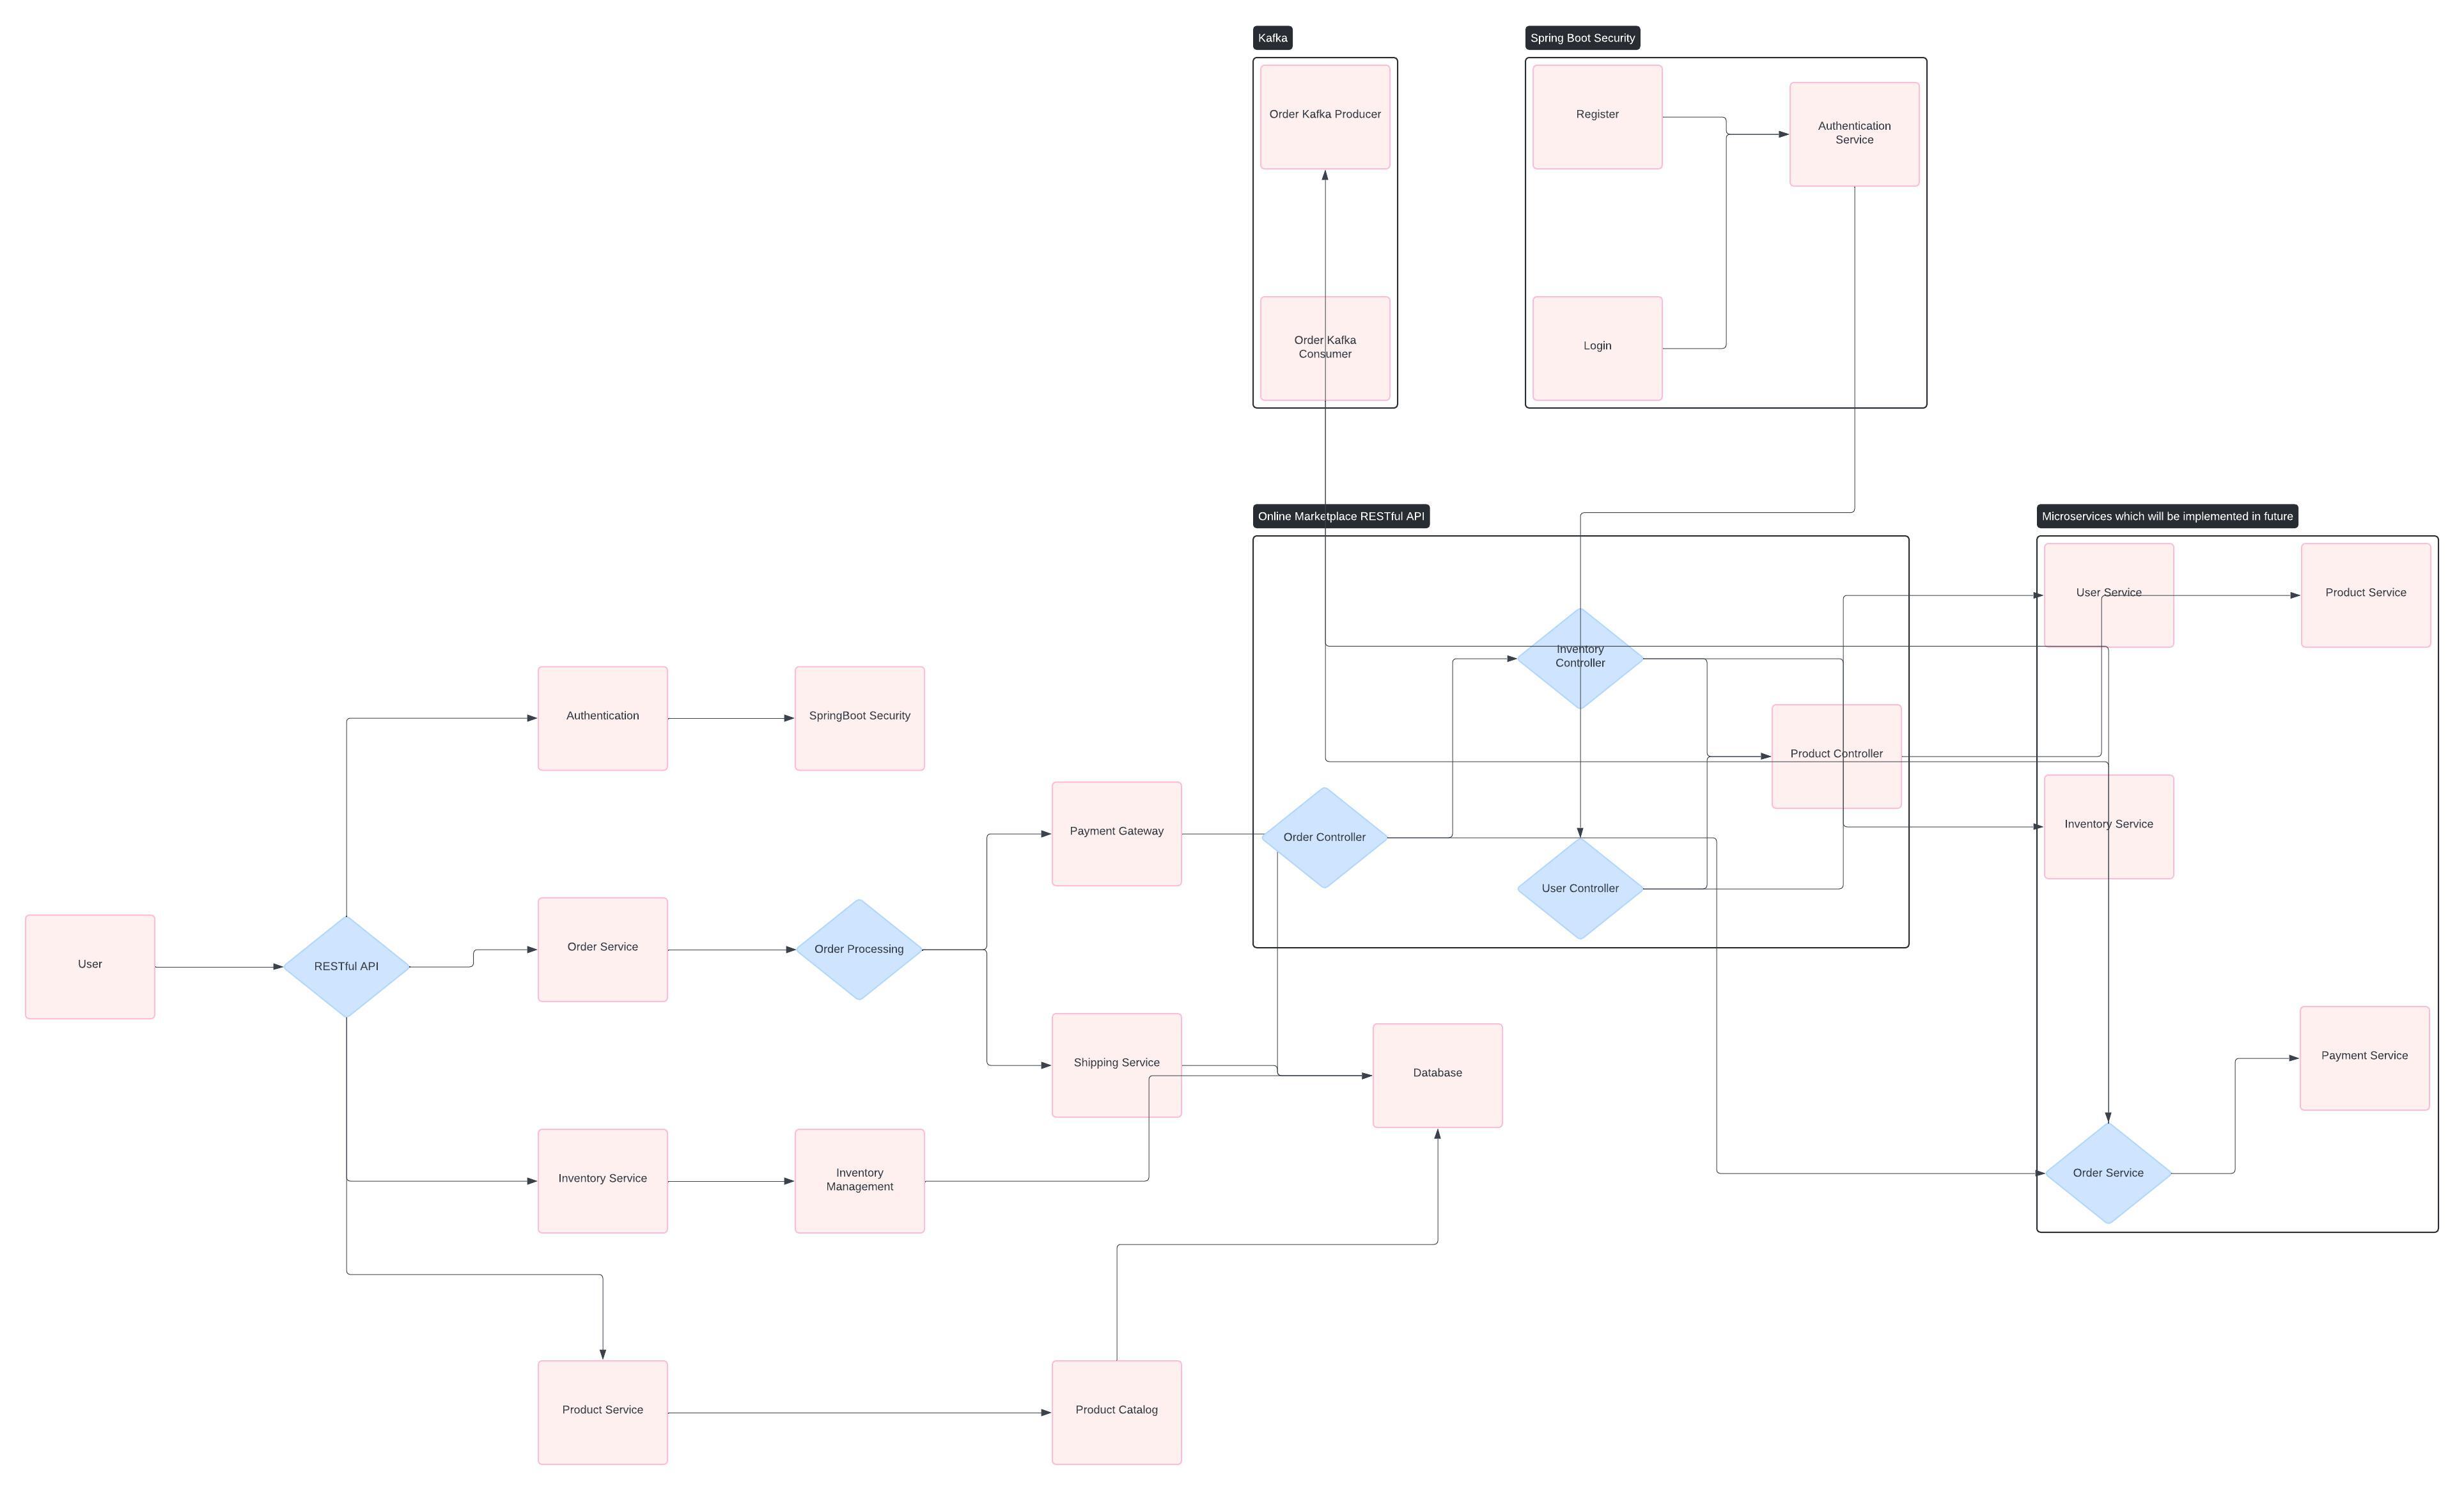 Kafka
Spring Boot Security
Order Kafka Producer
Register
Authentication
Service
Order Kafka
Consumer
Login
Online Marketplace RESTful API
Microservices which will be implemented in future
User Service
Product Service
Inventory
Controller
Authentication
SpringBoot Security
Product Controller
Payment Gateway
Order Controller
Inventory Service
User Controller
User
RESTful API
Order Service
Order Processing
Shipping Service
Database
Payment Service
Inventory Service
Inventory
Management
Order Service
Product Service
Product Catalog